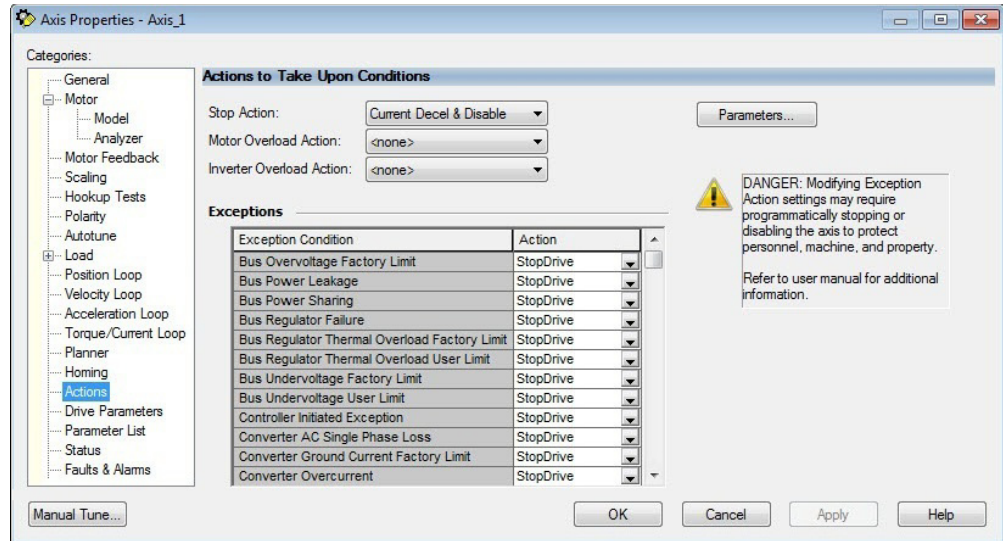 Axis Properties - Axis_1
Categories:
General
Motor
Model
Analyzer
Motor Feedback
Scaling
Hookup Tests
Polarity
Autotune
Load
Position Loop
Velocity Loop
Acceleration Loop
Torque/Current Loop
Planner
Homing
Actions
Drive Parameters
Parameter List
Status
Faults & Alarms
Actions to Take Upon Conditions
Stop Action: Current Decel & Disable
Motor Overload Action: <none>
Inverter Overload Action: <none>
Parameters...
DANGER: Modifying Exception
Action settings may require
programmatically stopping or
disabling the axis to protect
personnel, machine, and property.
Refer to user manual for additional
information.
Exceptions
Exception Condition Action
Bus Overvoltage Factory Limit StopDrive
Bus Power Leakage StopDrive
Bus Power Sharing StopDrive
Bus Regulator Failure StopDrive
Bus Regulator Thermal Overload Factory Limit StopDrive
Bus Regulator Thermal Overload User Limit StopDrive
Bus Undervoltage Factory Limit StopDrive
Bus Undervoltage User Limit StopDrive
Controller Initiated Exception StopDrive
Converter AC Single Phase Loss StopDrive
Converter Ground Current Factory Limit StopDrive
Converter Overcurrent StopDrive
Manual Tune... OK Cancel Apply Help